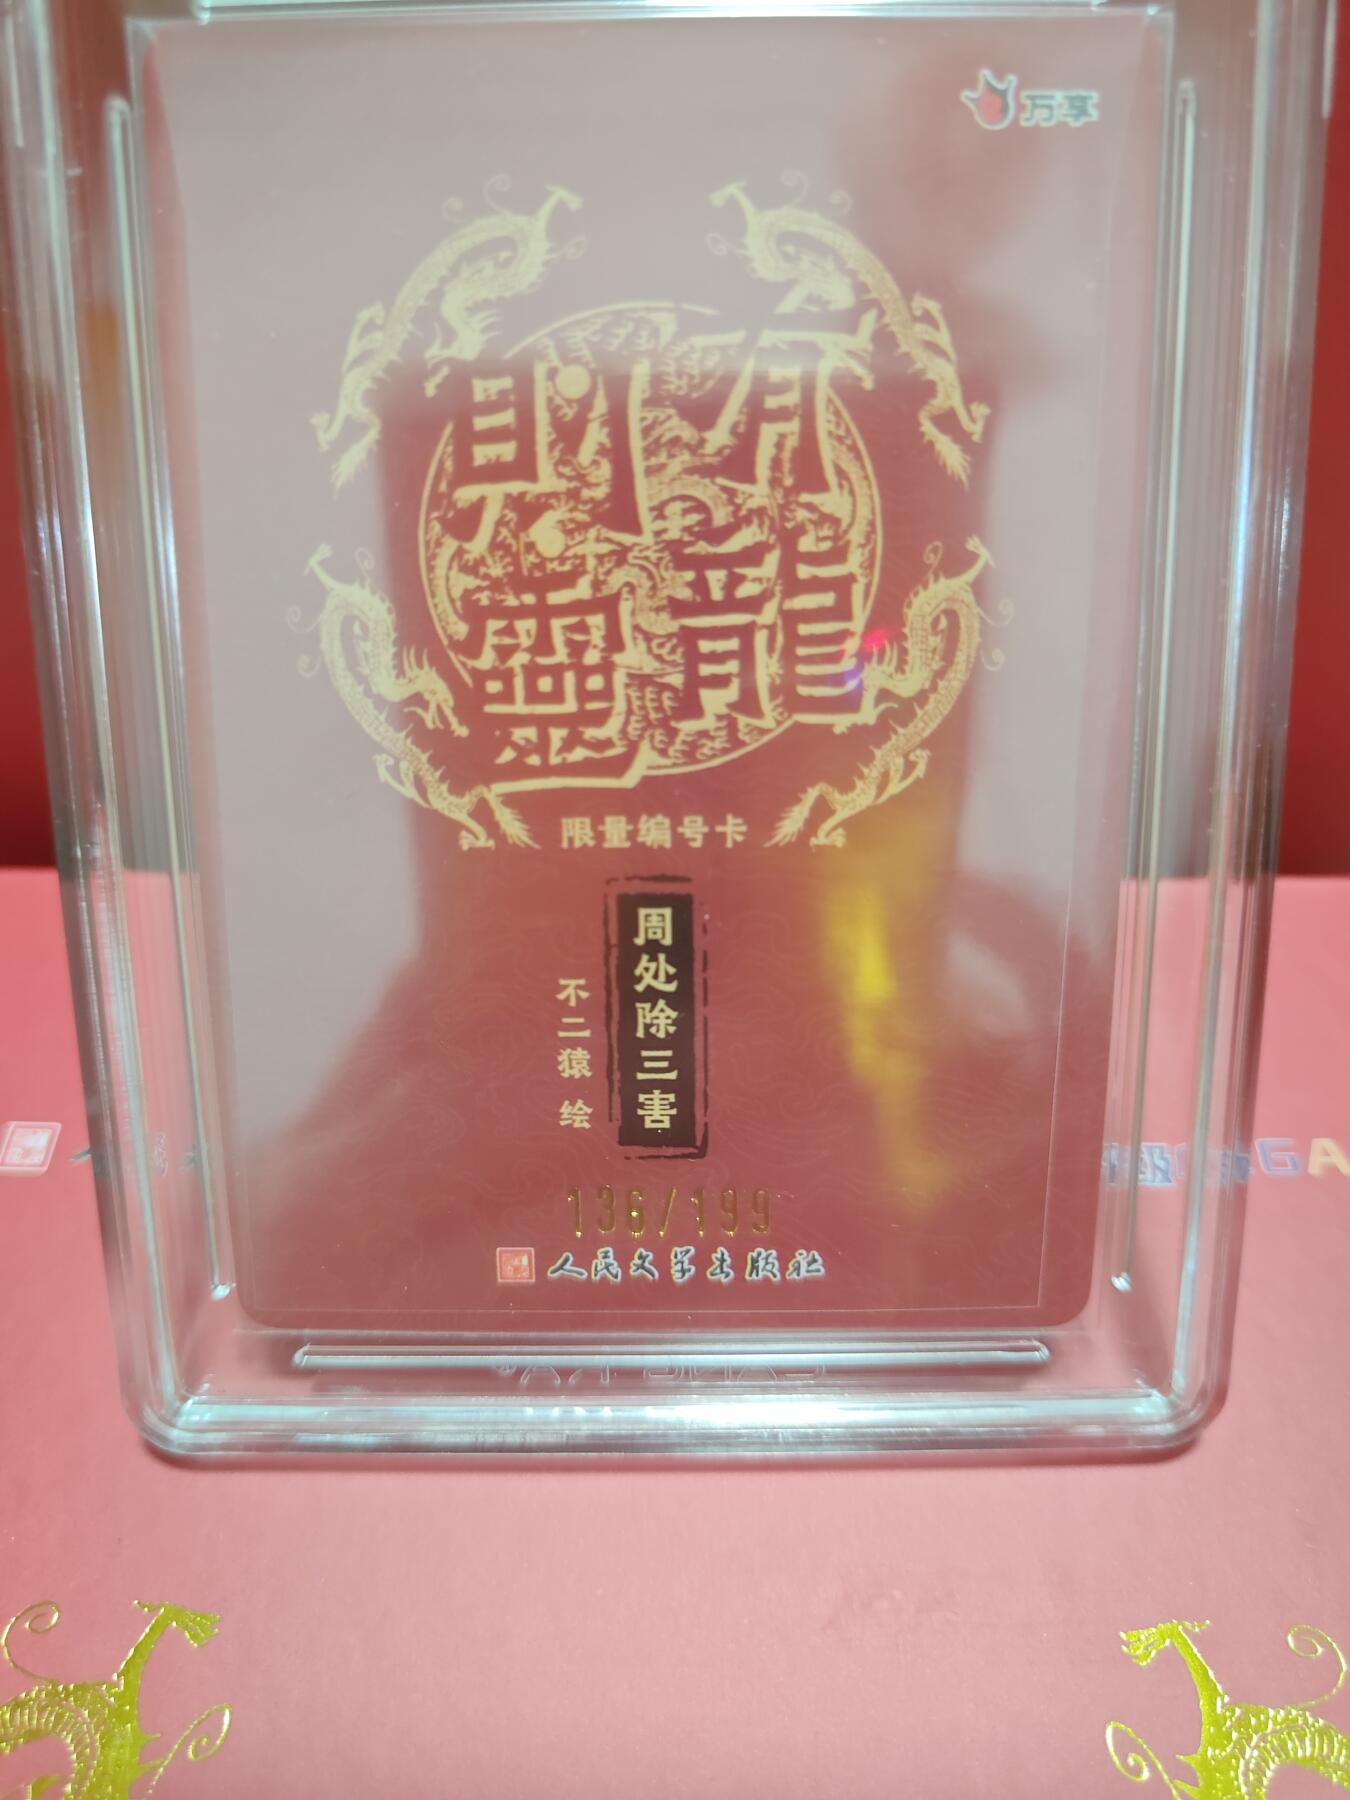 万享
有龍則靈
限量编号卡
周处除三害
不二猿 绘
136/199
人民文学出版社